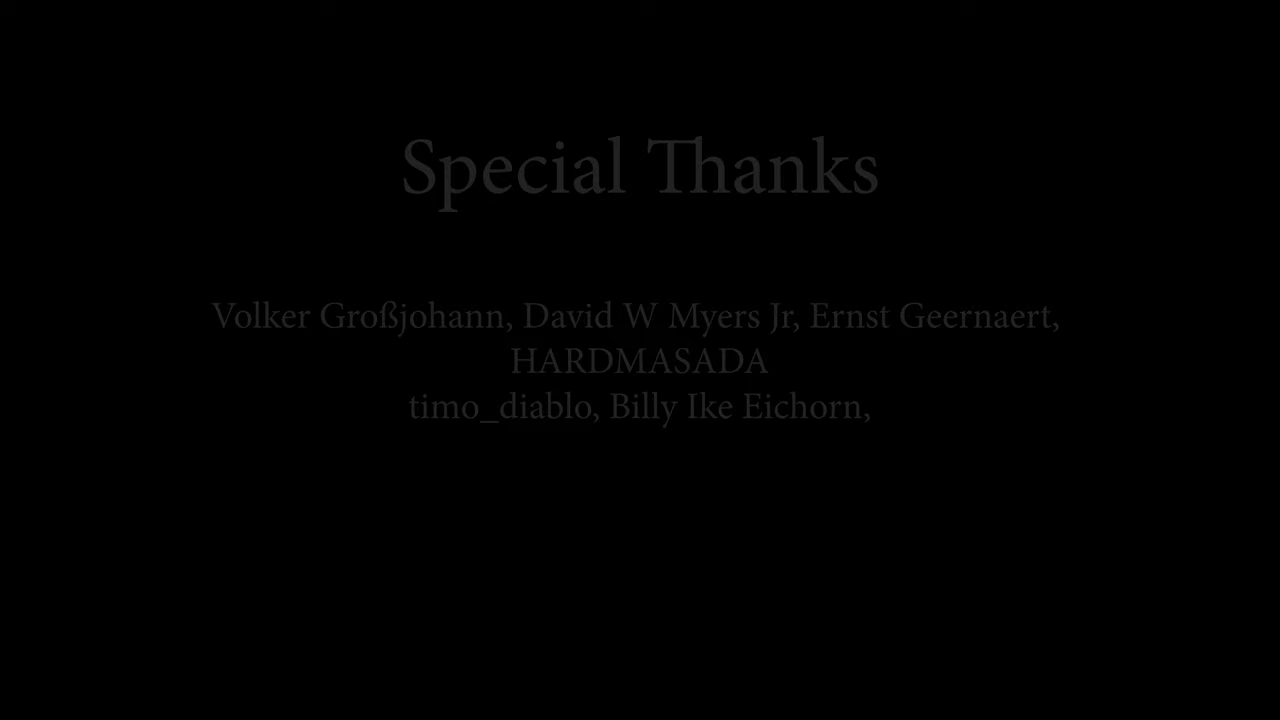 Special Thanks
Volker Großjohann, David W Myers Jr, Ernst Geernaert,
HARDMASADA
timo_diablo, Billy Ike Eichorn,